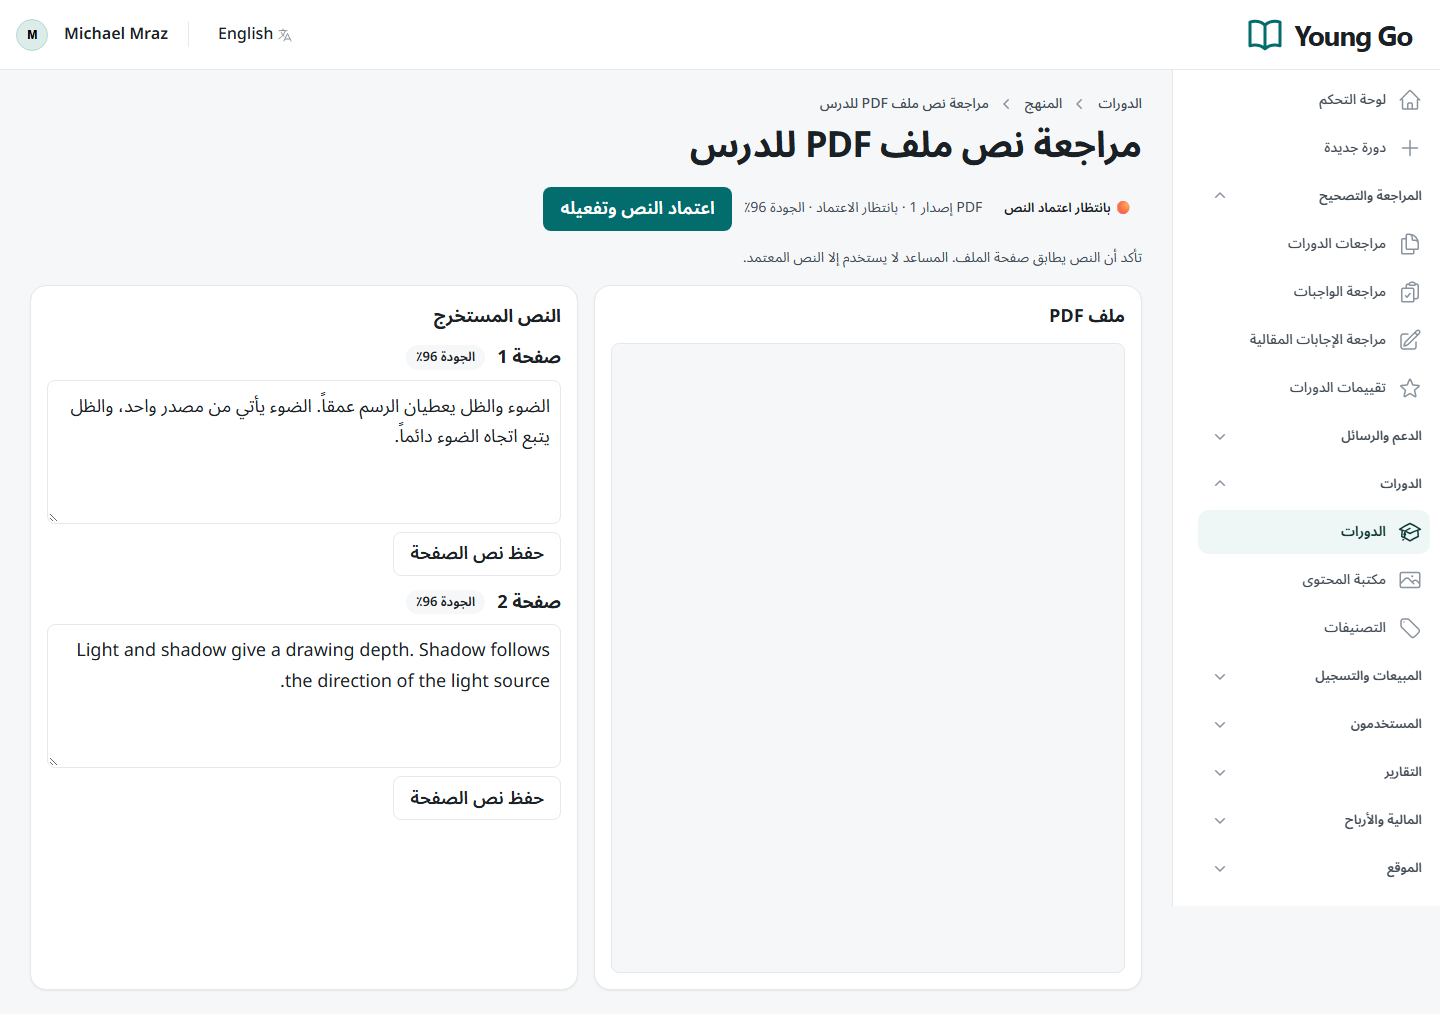 Young Go
English
Michael Mraz
M
لوحة التحكم
دورة جديدة
المراجعة والتصحيح
مراجعات الدورات
مراجعة الواجبات
مراجعة الإجابات المقالية
تقييمات الدورات
الدعم والرسائل
الدورات
الدورات
مكتبة المحتوى
التصنيفات
المبيعات والتسجيل
المستخدمون
التقارير
المالية والأرباح
الموقع
الدورات
المنهج
مراجعة نص ملف PDF للدرس
مراجعة نص ملف PDF للدرس
بانتظار اعتماد النص
PDF إصدار 1 · بانتظار الاعتماد · الجودة 96٪
اعتماد النص وتفعيله
تأكد أن النص يطابق صفحة الملف. المساعد لا يستخدم إلا النص المعتمد.
ملف PDF
النص المستخرج
صفحة 1
الجودة 96٪
الضوء والظل يعطيان الرسم عمقاً. الضوء يأتي من مصدر واحد، والظل
يتبع اتجاه الضوء دائماً.
حفظ نص الصفحة
صفحة 2
الجودة 96٪
Light and shadow give a drawing depth. Shadow follows
the direction of the light source.
حفظ نص الصفحة